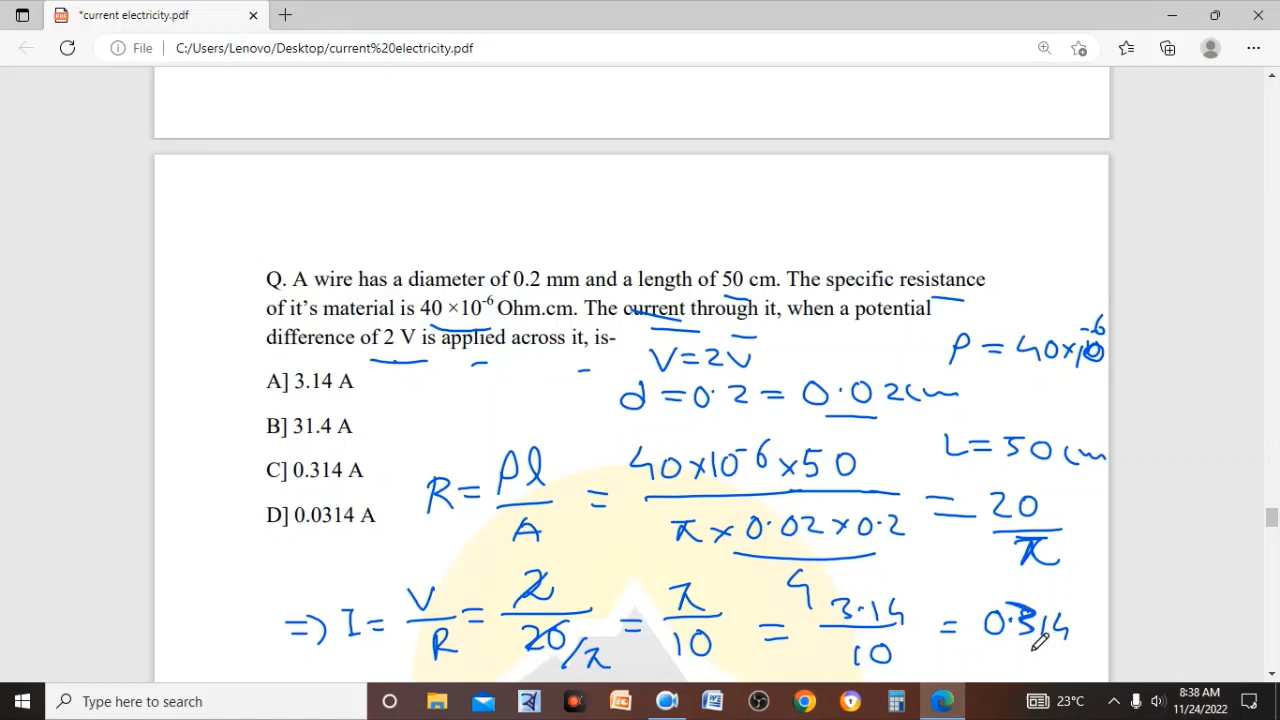 *current electricity.pdf
File C:/Users/Lenovo/Desktop/current%20electricity.pdf
Q. A wire has a diameter of 0.2 mm and a length of 50 cm. The specific resistance
of it's material is 40 ×10⁻⁶ Ohm.cm. The current through it, when a potential
difference of 2 V is applied across it, is-
V=2V
ρ = 40×10⁻⁶
A] 3.14 A
d = 0.2 = 0.02cm
B] 31.4 A
L = 50cm
C] 0.314 A
R = ρl/A = 40×10⁻⁶×50/(π×0.02×0.2/4) = 20/π
D] 0.0314 A
=> I = V/R = 2/(20/π) = π/10 = 3.14/10 = 0.314
Type here to search
23°C
8:38 AM
11/24/2022